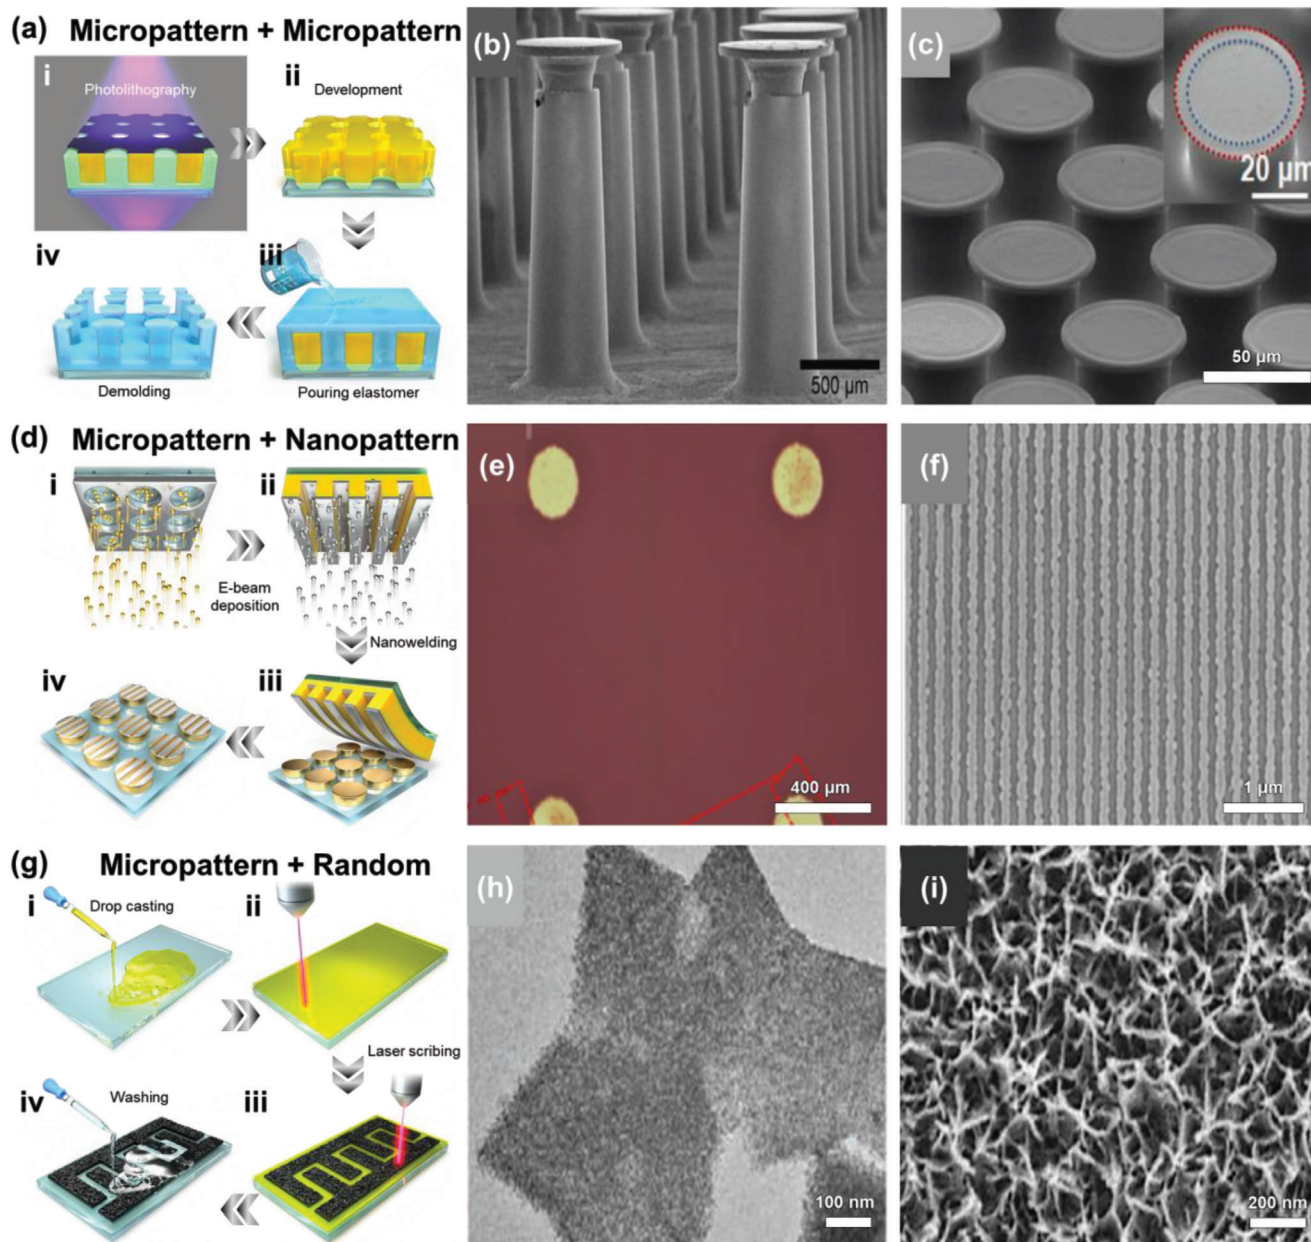 (a) Micropattern + Micropattern
i
Photolithography
ii
Development
iii
Pouring elastomer
iv
Demolding
(b)
500 µm
(c)
20 µm
50 µm
(d) Micropattern + Nanopattern
i
ii
E-beam
deposition
Nanowelding
iii
iv
(e)
400 µm
(f)
1 µm
(g) Micropattern + Random
i
Drop casting
ii
Laser scribing
iii
iv
Washing
(h)
100 nm
(i)
200 nm